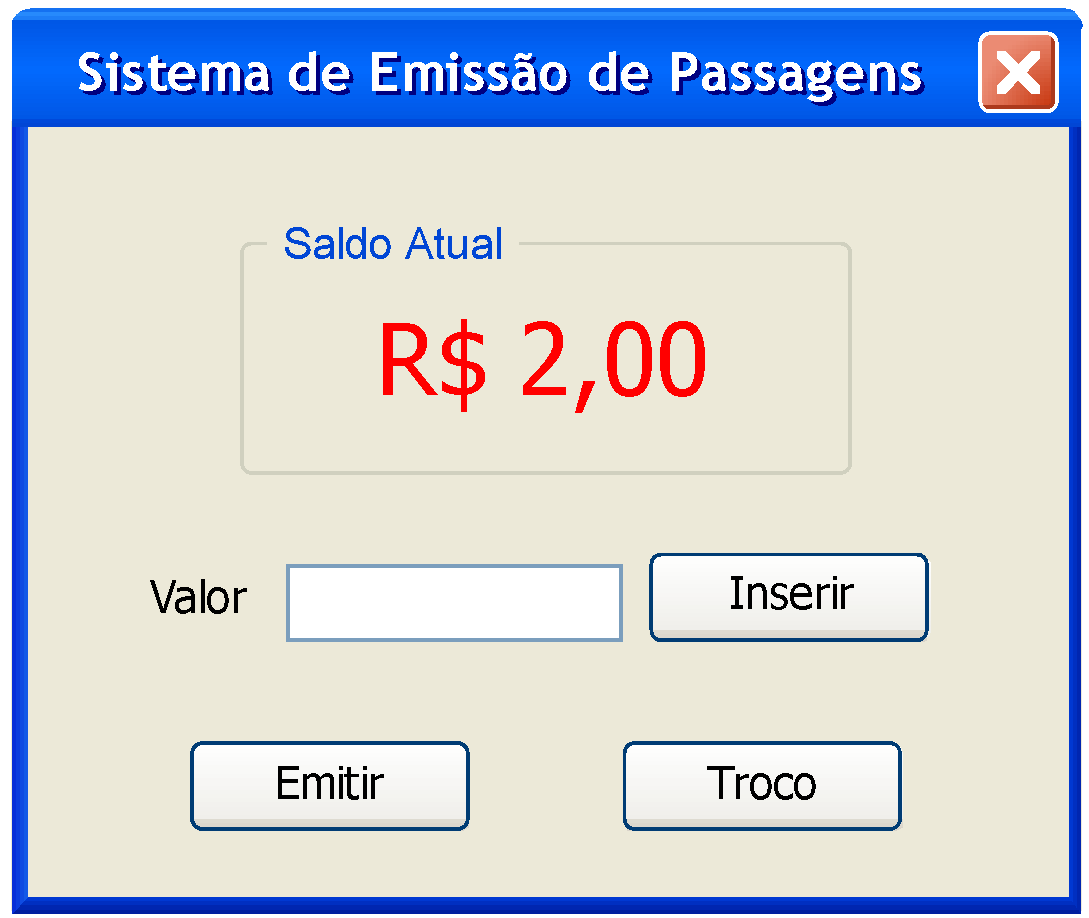 Sistema de Emissão de Passagens
Saldo Atual
R$ 2,00
Valor
Inserir
Emitir
Troco